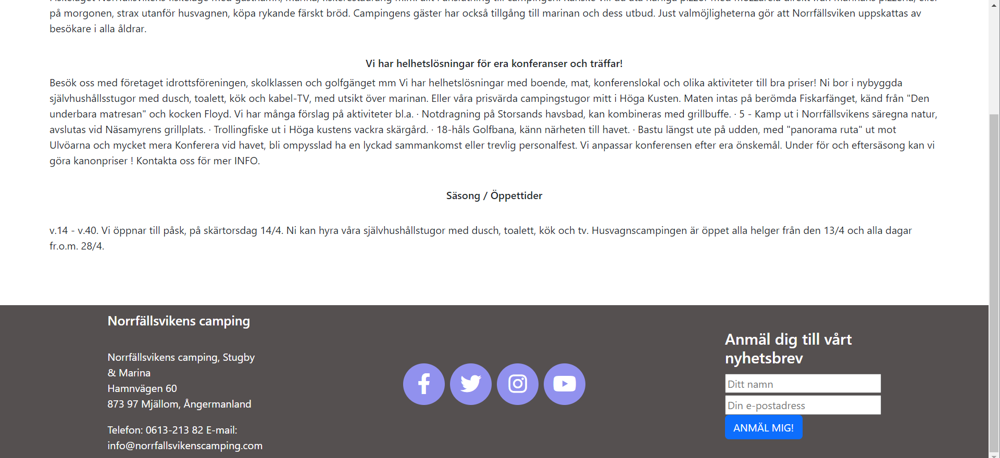 på morgonen, strax utanför husvagnen, köpa rykande färskt bröd. Campingens gäster har också tillgång till marinan och dess utbud. Just valmöjligheterna gör att Norrfällsviken uppskattas av
besökare i alla åldrar.
Vi har helhetslösningar för era konferanser och träffar!
Besök oss med företaget idrottsföreningen, skolklassen och golfgänget mm Vi har helhetslösningar med boende, mat, konferenslokal och olika aktiviteter till bra priser! Ni bor i nybyggda
självhushållsstugor med dusch, toalett, kök och kabel-TV, med utsikt över marinan. Eller våra prisvärda campingstugor mitt i Höga Kusten. Maten intas på berömda Fiskarfänget, känd från "Den
underbara matresan" och kocken Floyd. Vi har många förslag på aktiviteter bl.a. · Notdragning på Storsands havsbad, kan kombineras med grillbuffe. · 5 - Kamp ut i Norrfällsvikens säregna natur,
avslutas vid Näsamyrens grillplats. · Trollingfiske ut i Höga kustens vackra skärgård. · 18-håls Golfbana, känn närheten till havet. · Bastu längst ute på udden, med "panorama ruta" ut mot
Ulvöarna och mycket mera Konferera vid havet, bli ompysslad ha en lyckad sammankomst eller trevlig personalfest. Vi anpassar konferensen efter era önskemål. Under för och eftersäsong kan vi
göra kanonpriser ! Kontakta oss för mer INFO.
Säsong / Öppettider
v.14 - v.40. Vi öppnar till påsk, på skärtorsdag 14/4. Ni kan hyra våra självhushållstugor med dusch, toalett, kök och tv. Husvagnscampingen är öppet alla helger från den 13/4 och alla dagar
fr.o.m. 28/4.
Norrfällsvikens camping
Norrfällsvikens camping, Stugby
& Marina
Hamnvägen 60
873 97 Mjällom, Ångermanland
Telefon: 0613-213 82 E-mail:
info@norrfallsvikenscamping.com
Anmäl dig till vårt
nyhetsbrev
Ditt namn
Din e-postadress
ANMÄL MIG!